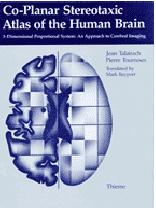 Co-Planar Stereotaxic
Atlas of the Human Brain
3-Dimensional Proportional System: An Approach to Cerebral Imaging
Jean Talairach
Pierre Tournoux
Translated by
Mark Rayport
Thieme